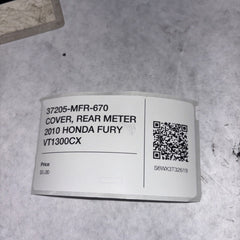 37205-MFR-670
COVER, REAR METER
2010 HONDA FURY
VT1300CX
Price